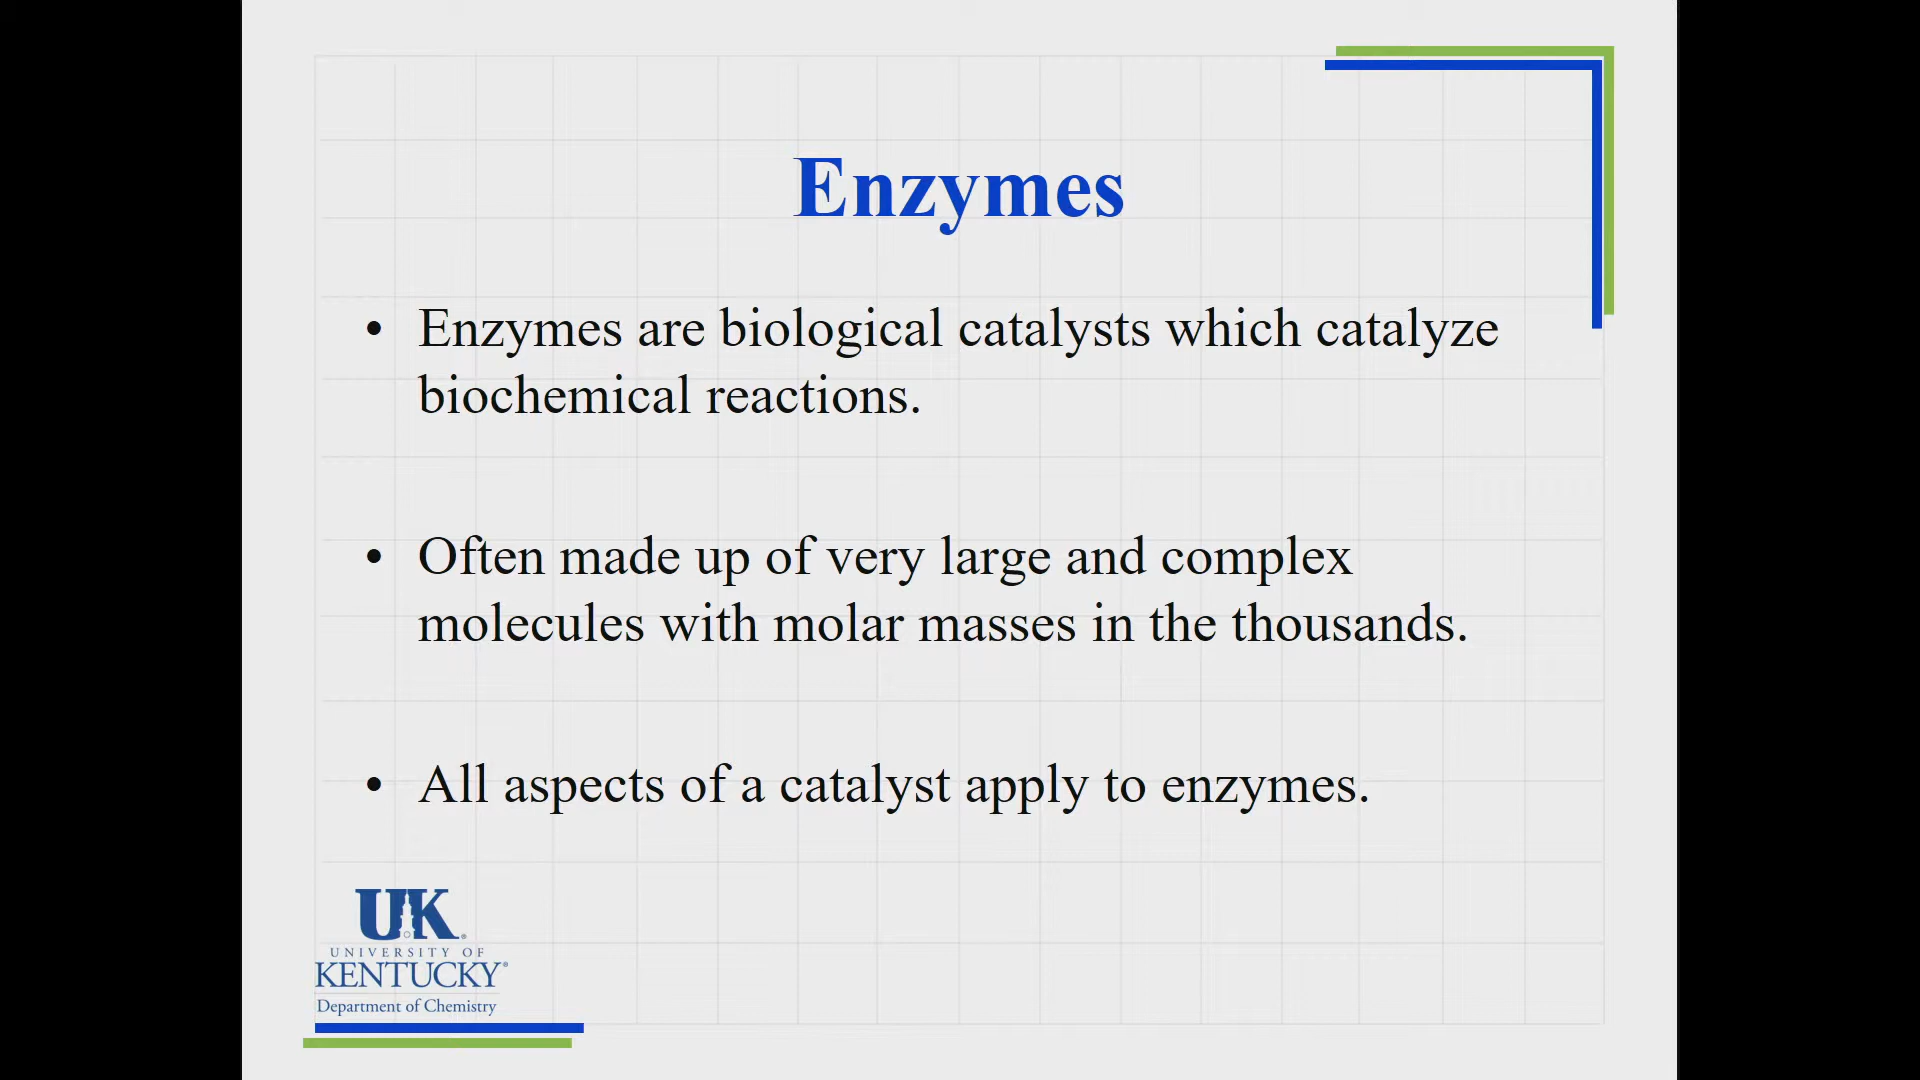 Enzymes
• Enzymes are biological catalysts which catalyze
biochemical reactions.
• Often made up of very large and complex
molecules with molar masses in the thousands.
• All aspects of a catalyst apply to enzymes.
UK®
UNIVERSITY OF
KENTUCKY®
Department of Chemistry